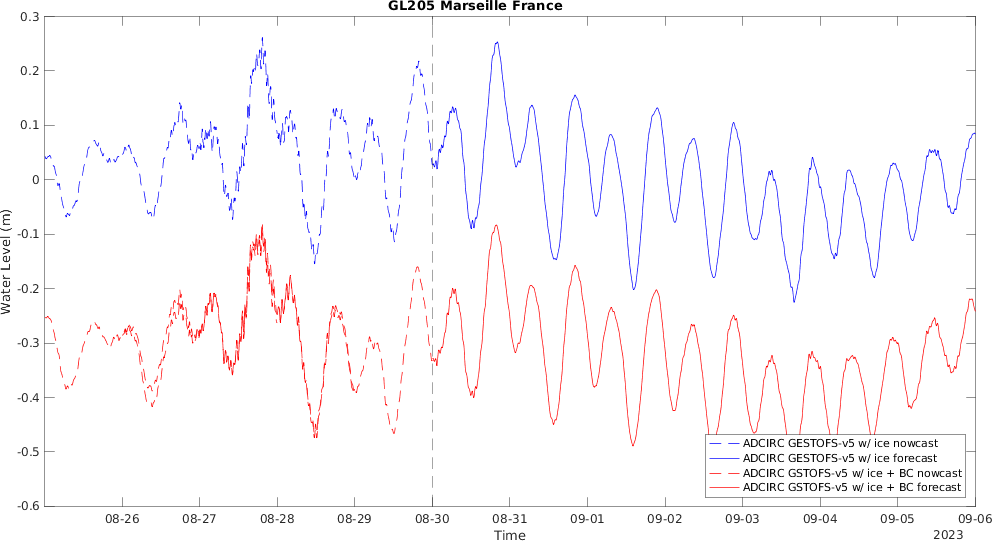 GL205 Marseille France
0.3
0.2
0.1
0
-0.1
-0.2
-0.3
-0.4
-0.5
-0.6
Water Level (m)
ADCIRC GESTOFS-v5 w/ ice nowcast
ADCIRC GESTOFS-v5 w/ ice forecast
ADCIRC GSTOFS-v5 w/ ice + BC nowcast
ADCIRC GSTOFS-v5 w/ ice + BC forecast
08-26 08-27 08-28 08-29 08-30 08-31 09-01 09-02 09-03 09-04 09-05 09-06
Time
2023